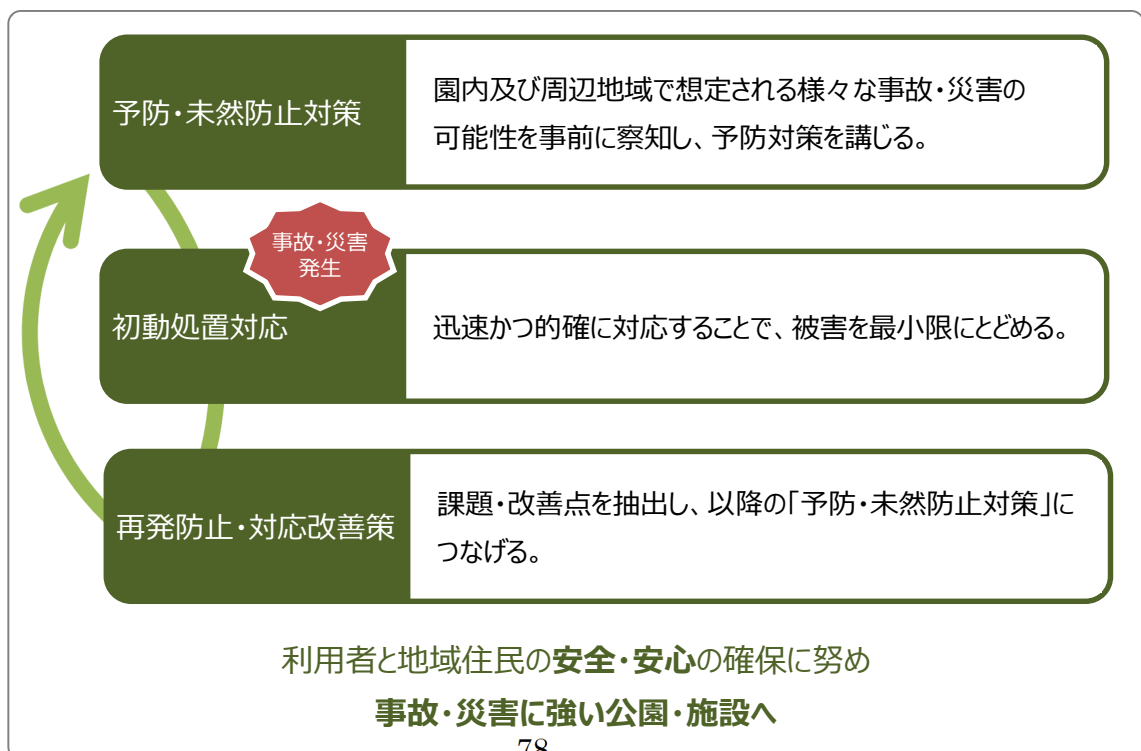 予防・未然防止対策
園内及び周辺地域で想定される様々な事故・災害の
可能性を事前に察知し、予防対策を講じる。
事故・災害
発生
初動処置対応
迅速かつ的確に対応することで、被害を最小限にとどめる。
再発防止・対応改善策
課題・改善点を抽出し、以降の「予防・未然防止対策」に
つなげる。
利用者と地域住民の安全・安心の確保に努め
事故・災害に強い公園・施設へ
78